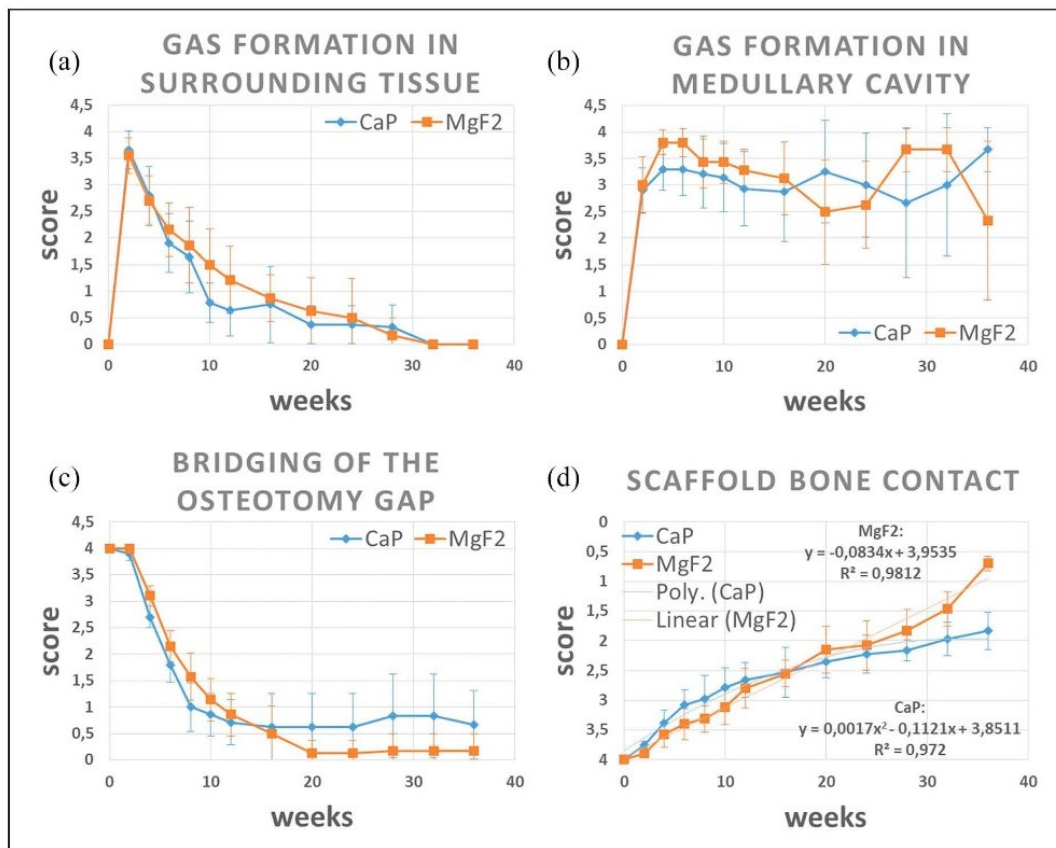 (a)
GAS FORMATION IN
SURROUNDING TISSUE
4,5
4
3,5
3
2,5
2
1,5
1
0,5
0
score
CaP MgF2
0 10 20 30 40
weeks
(b)
GAS FORMATION IN
MEDULLARY CAVITY
4,5
4
3,5
3
2,5
2
1,5
1
0,5
0
score
CaP MgF2
0 10 20 30 40
weeks
(c)
BRIDGING OF THE
OSTEOTOMY GAP
4,5
4
3,5
3
2,5
2
1,5
1
0,5
0
score
CaP MgF2
0 10 20 30 40
weeks
(d)
SCAFFOLD BONE CONTACT
0
0,5
1
1,5
2
2,5
3
3,5
4
score
CaP
MgF2
Poly. (CaP)
Linear (MgF2)
MgF2:
y = -0,0834x + 3,9535
R² = 0,9812
CaP:
y = 0,0017x² - 0,1121x + 3,8511
R² = 0,972
0 10 20 30 40
weeks